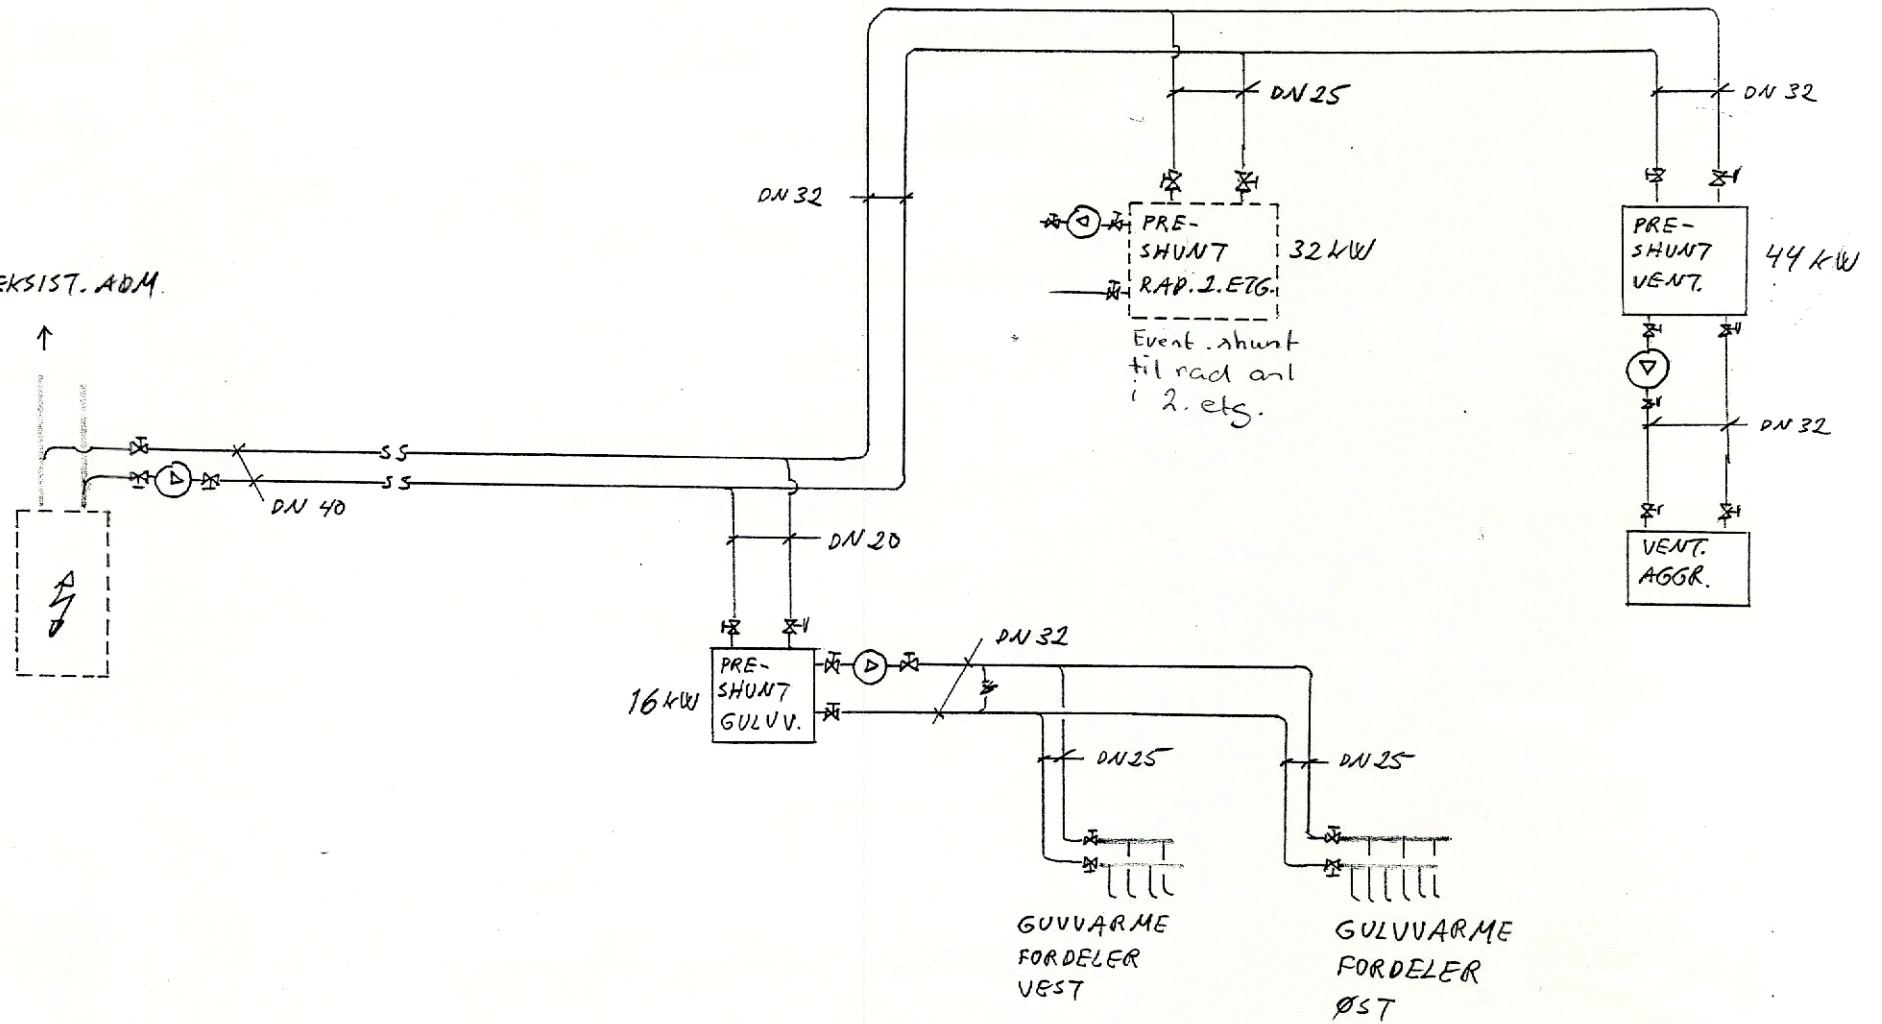 DN 25
DN 32
DN 32
PRE-
SHUNT
RAD. 2. ETG.
32 kW
Event. shunt
til rad anl
i 2. etg.
PRE-
SHUNT
VENT.
44 kW
DN 32
VENT.
AGGR.
EKSIST. ADM.
DN 40
DN 20
16 kW
PRE-
SHUNT
GULVV.
DN 32
DN 25
DN 25
GUVVARME
FORDELER
VEST
GULVVARME
FORDELER
ØST